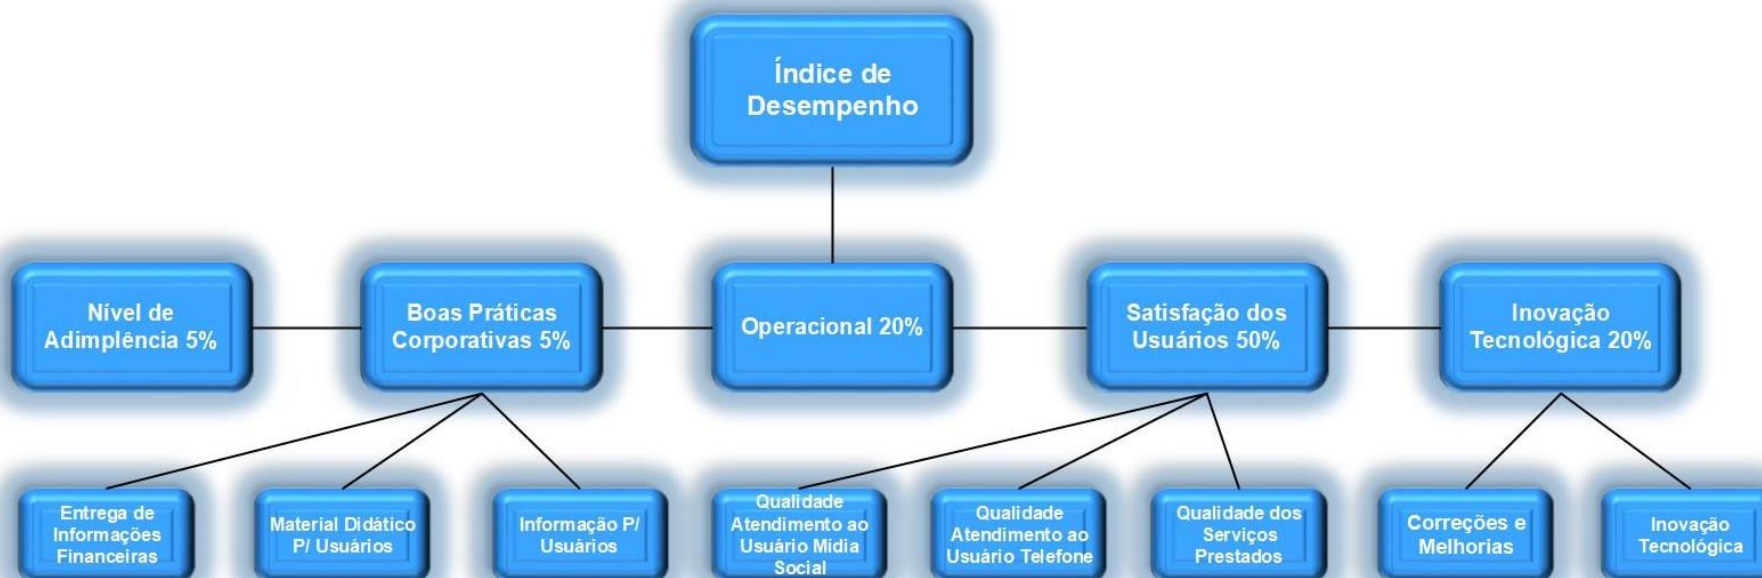 Índice de
Desempenho
Nível de
Adimplência 5%
Boas Práticas
Corporativas 5%
Operacional 20%
Satisfação dos
Usuários 50%
Inovação
Tecnológica 20%
Entrega de
Informações
Financeiras
Material Didático
P/ Usuários
Informação P/
Usuários
Qualidade
Atendimento ao
Usuário Mídia
Social
Qualidade
Atendimento ao
Usuário Telefone
Qualidade dos
Serviços
Prestados
Correções e
Melhorias
Inovação
Tecnológica